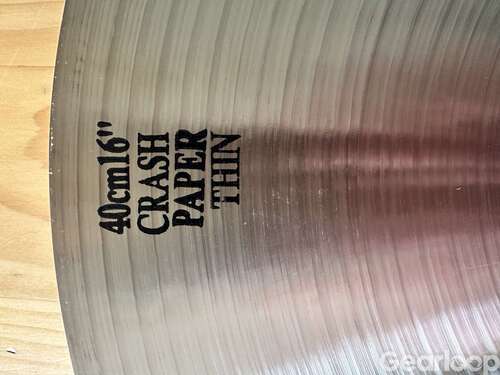 40cm16"
CRASH
PAPER
THIN
Gearloop